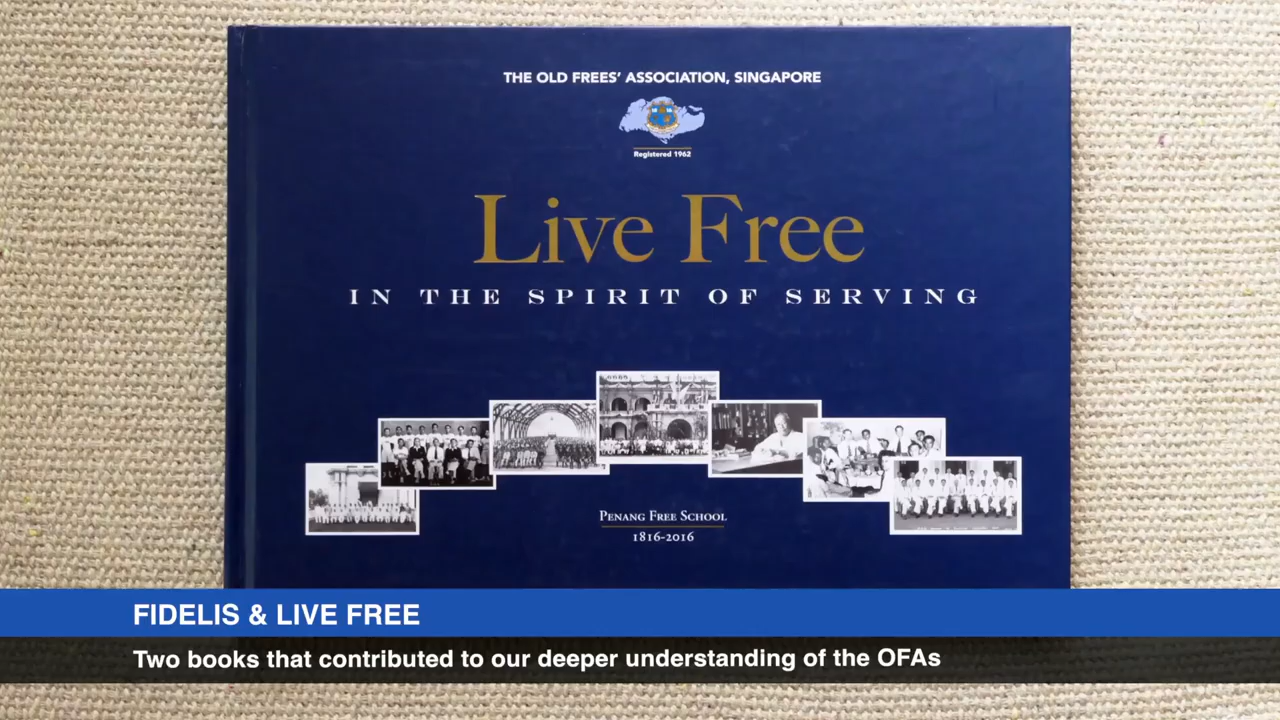 THE OLD FREES' ASSOCIATION, SINGAPORE
Registered 1962
Live Free
IN THE SPIRIT OF SERVING
PENANG FREE SCHOOL
1816-2016
FIDELIS & LIVE FREE
Two books that contributed to our deeper understanding of the OFAs